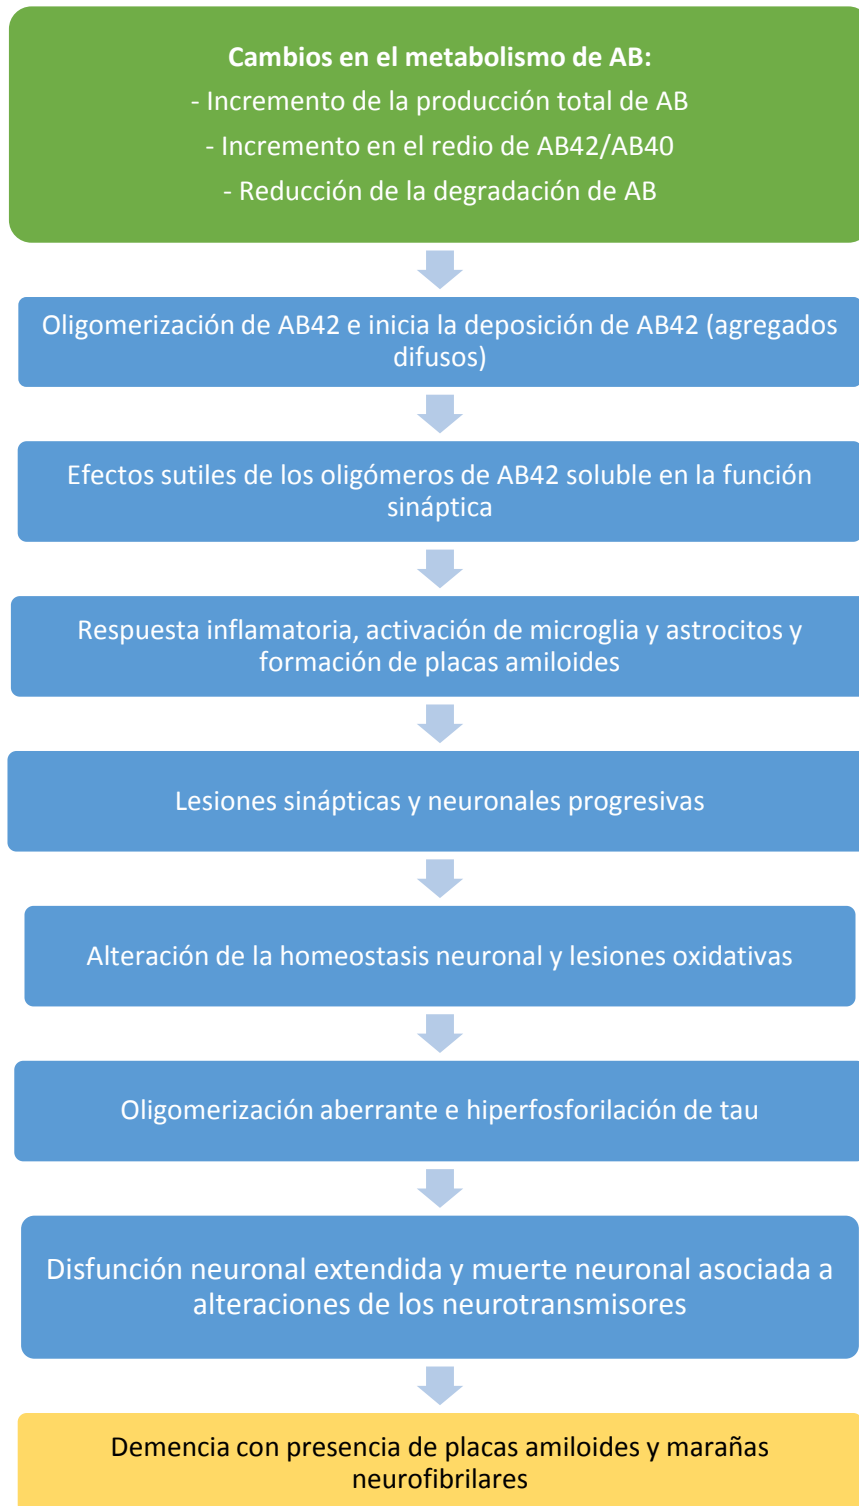 Cambios en el metabolismo de AB:
- Incremento de la producción total de AB
- Incremento en el redio de AB42/AB40
- Reducción de la degradación de AB
Oligomerización de AB42 e inicia la deposición de AB42 (agregados
difusos)
Efectos sutiles de los oligómeros de AB42 soluble en la función
sináptica
Respuesta inflamatoria, activación de microglia y astrocitos y
formación de placas amiloides
Lesiones sinápticas y neuronales progresivas
Alteración de la homeostasis neuronal y lesiones oxidativas
Oligomerización aberrante e hiperfosforilación de tau
Disfunción neuronal extendida y muerte neuronal asociada a
alteraciones de los neurotransmisores
Demencia con presencia de placas amiloides y marañas
neurofibrilares